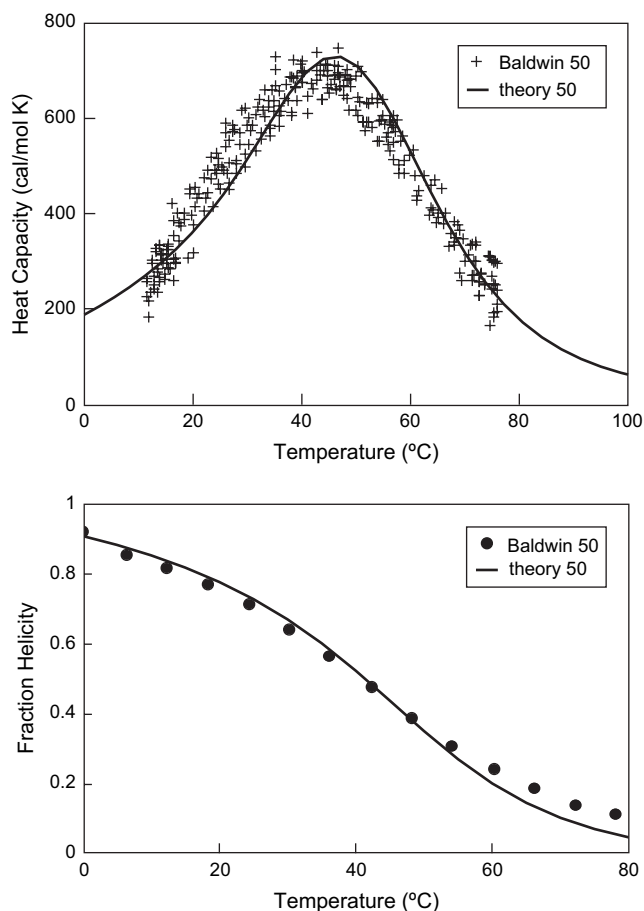 800
600
400
200
0
Heat Capacity (cal/mol K)
Baldwin 50
theory 50
0 20 40 60 80 100
Temperature (ºC)
1
0.8
0.6
0.4
0.2
0
Fraction Helicity
Baldwin 50
theory 50
0 20 40 60 80
Temperature (ºC)